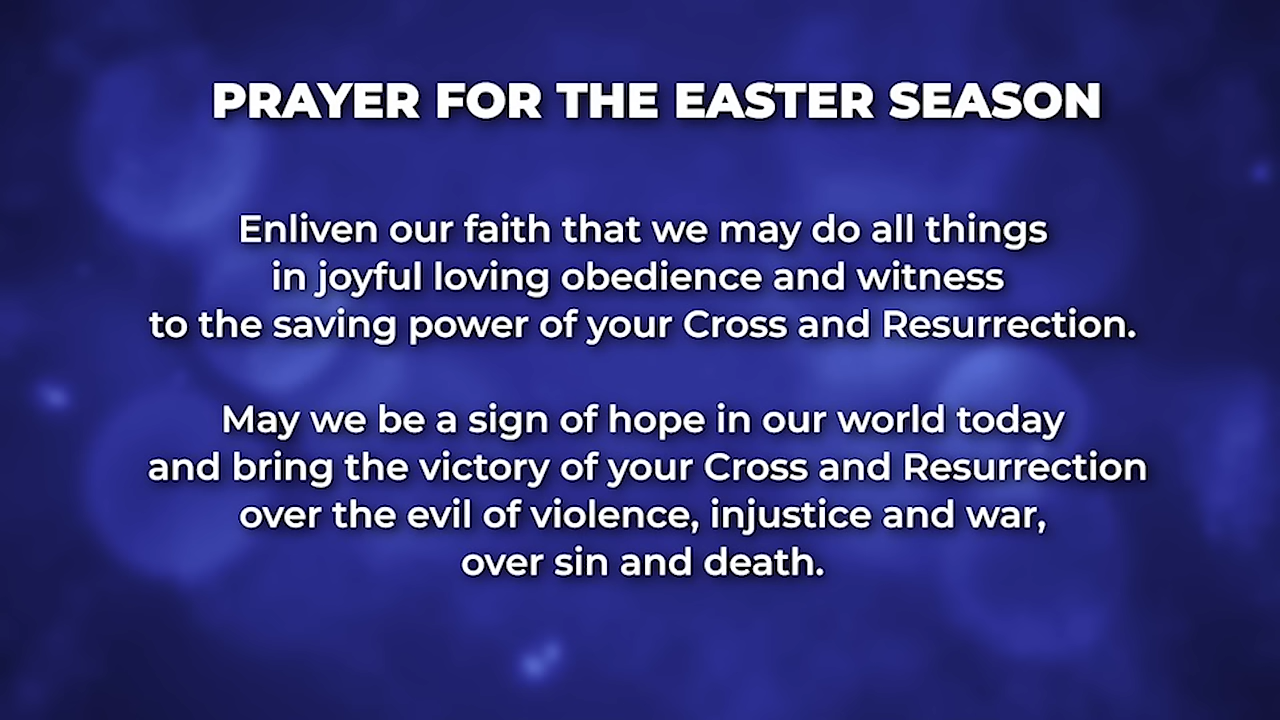 PRAYER FOR THE EASTER SEASON
Enliven our faith that we may do all things
in joyful loving obedience and witness
to the saving power of your Cross and Resurrection.
May we be a sign of hope in our world today
and bring the victory of your Cross and Resurrection
over the evil of violence, injustice and war,
over sin and death.